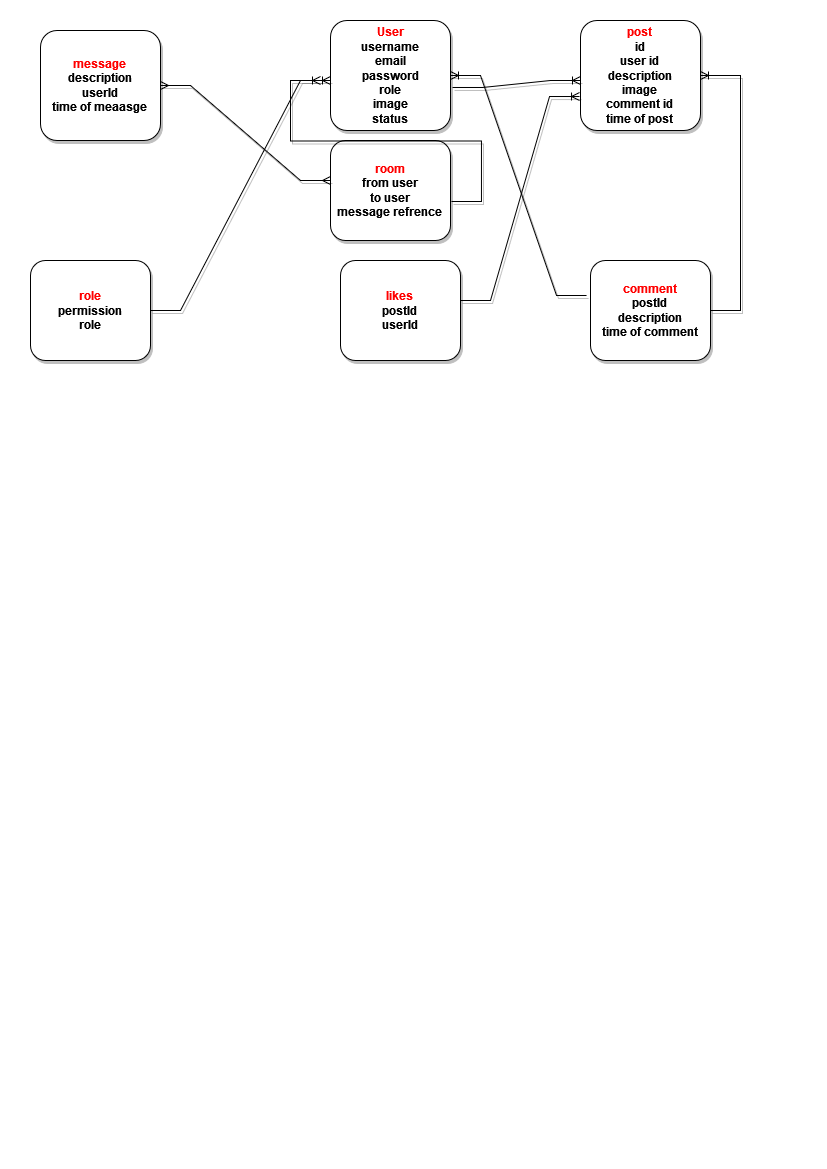 message
description
userId
time of meaasge
User
username
email
password
role
image
status
post
id
user id
description
image
comment id
time of post
room
from user
to user
message refrence
role
permission
role
likes
postId
userId
comment
postId
description
time of comment